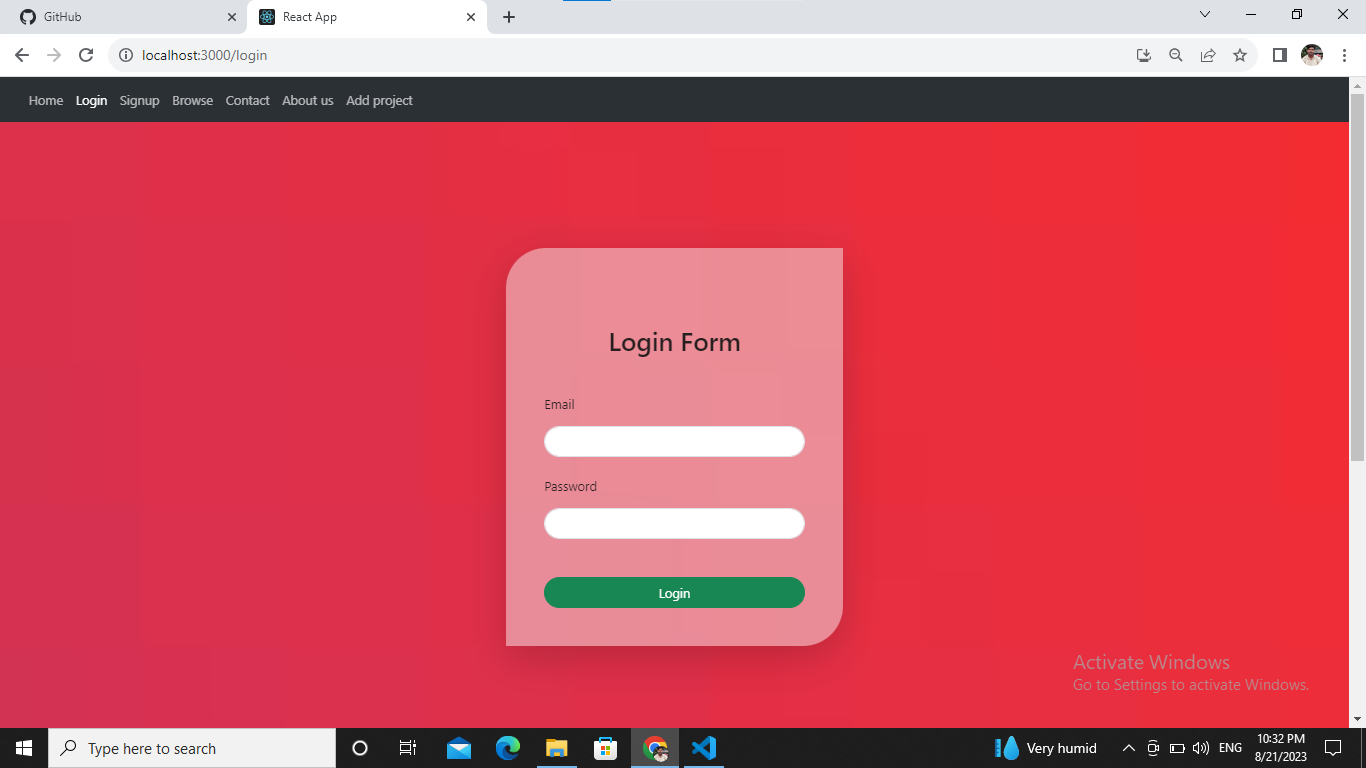 GitHub
React App
localhost:3000/login
Home Login Signup Browse Contact About us Add project
Login Form
Email
Password
Login
Activate Windows
Go to Settings to activate Windows.
Type here to search
Very humid
ENG
10:32 PM
8/21/2023